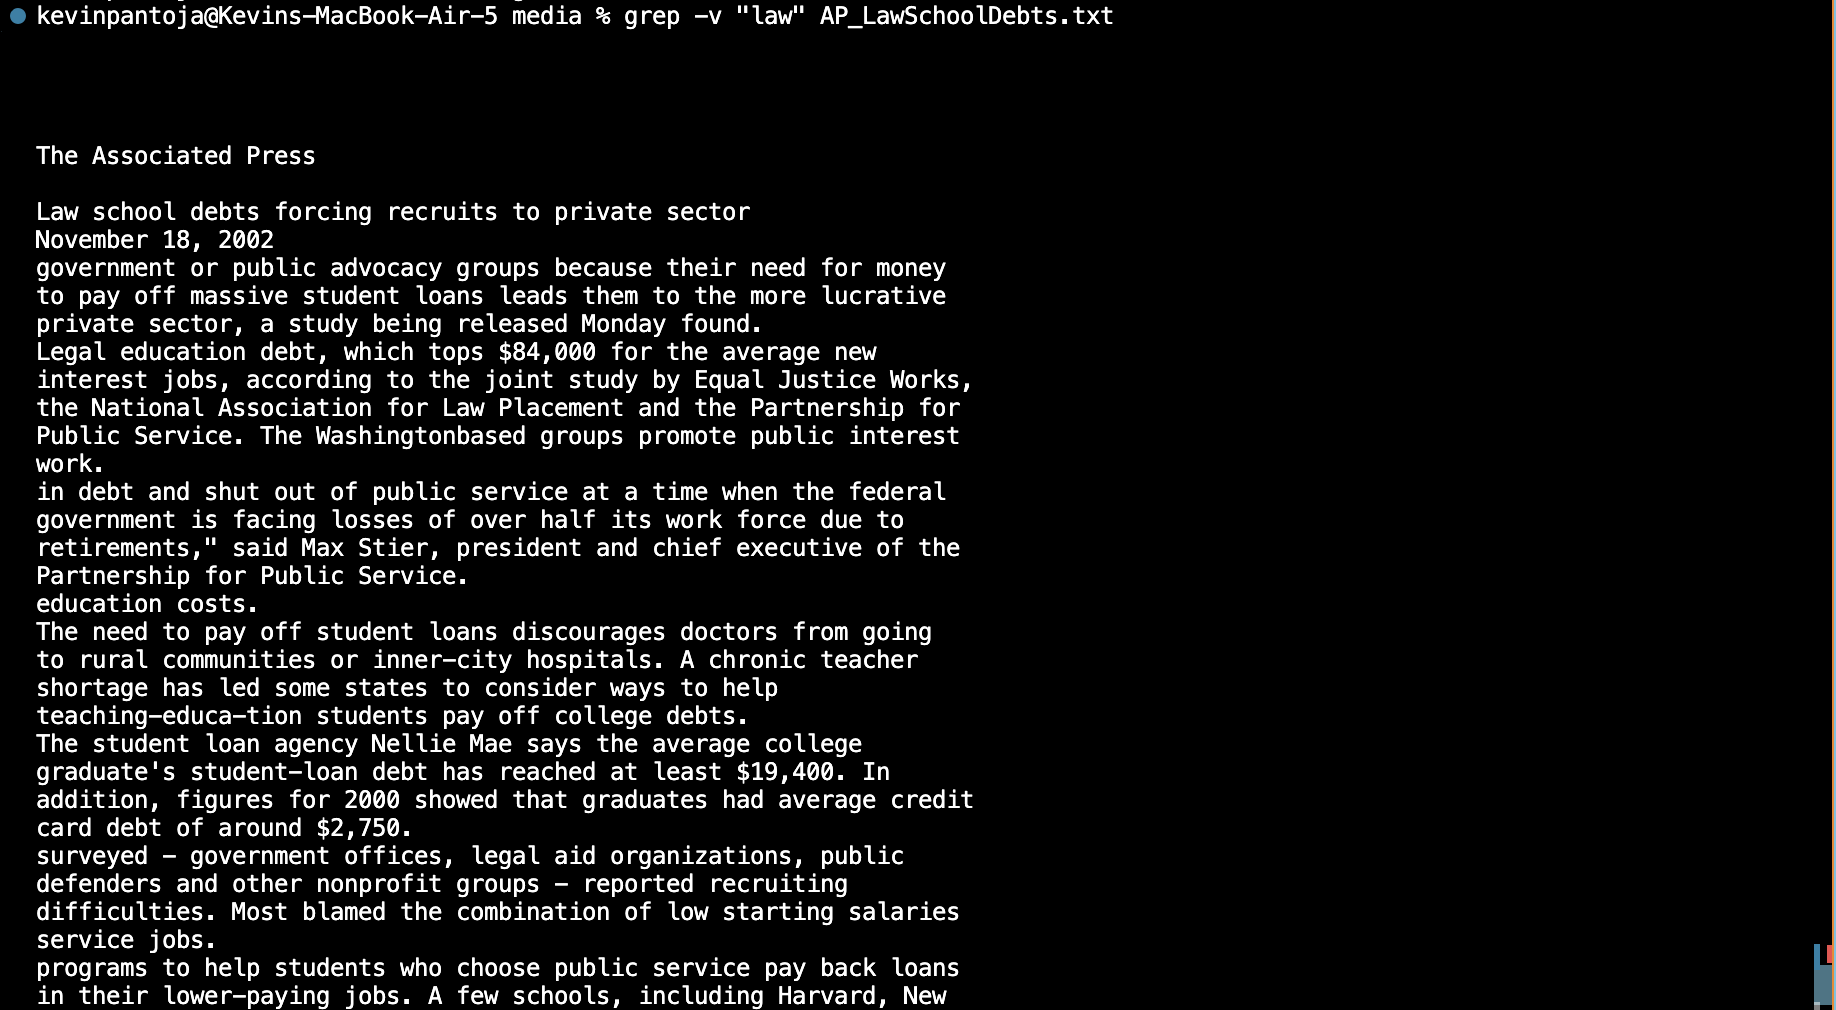 kevinpantoja@Kevins-MacBook-Air-5 media % grep -v "law" AP_LawSchoolDebts.txt
The Associated Press
Law school debts forcing recruits to private sector
November 18, 2002
government or public advocacy groups because their need for money
to pay off massive student loans leads them to the more lucrative
private sector, a study being released Monday found.
Legal education debt, which tops $84,000 for the average new
interest jobs, according to the joint study by Equal Justice Works,
the National Association for Law Placement and the Partnership for
Public Service. The Washingtonbased groups promote public interest
work.
in debt and shut out of public service at a time when the federal
government is facing losses of over half its work force due to
retirements," said Max Stier, president and chief executive of the
Partnership for Public Service.
education costs.
The need to pay off student loans discourages doctors from going
to rural communities or inner-city hospitals. A chronic teacher
shortage has led some states to consider ways to help
teaching-educa-tion students pay off college debts.
The student loan agency Nellie Mae says the average college
graduate's student-loan debt has reached at least $19,400. In
addition, figures for 2000 showed that graduates had average credit
card debt of around $2,750.
surveyed - government offices, legal aid organizations, public
defenders and other nonprofit groups - reported recruiting
difficulties. Most blamed the combination of low starting salaries
service jobs.
programs to help students who choose public service pay back loans
in their lower-paying jobs. A few schools, including Harvard, New